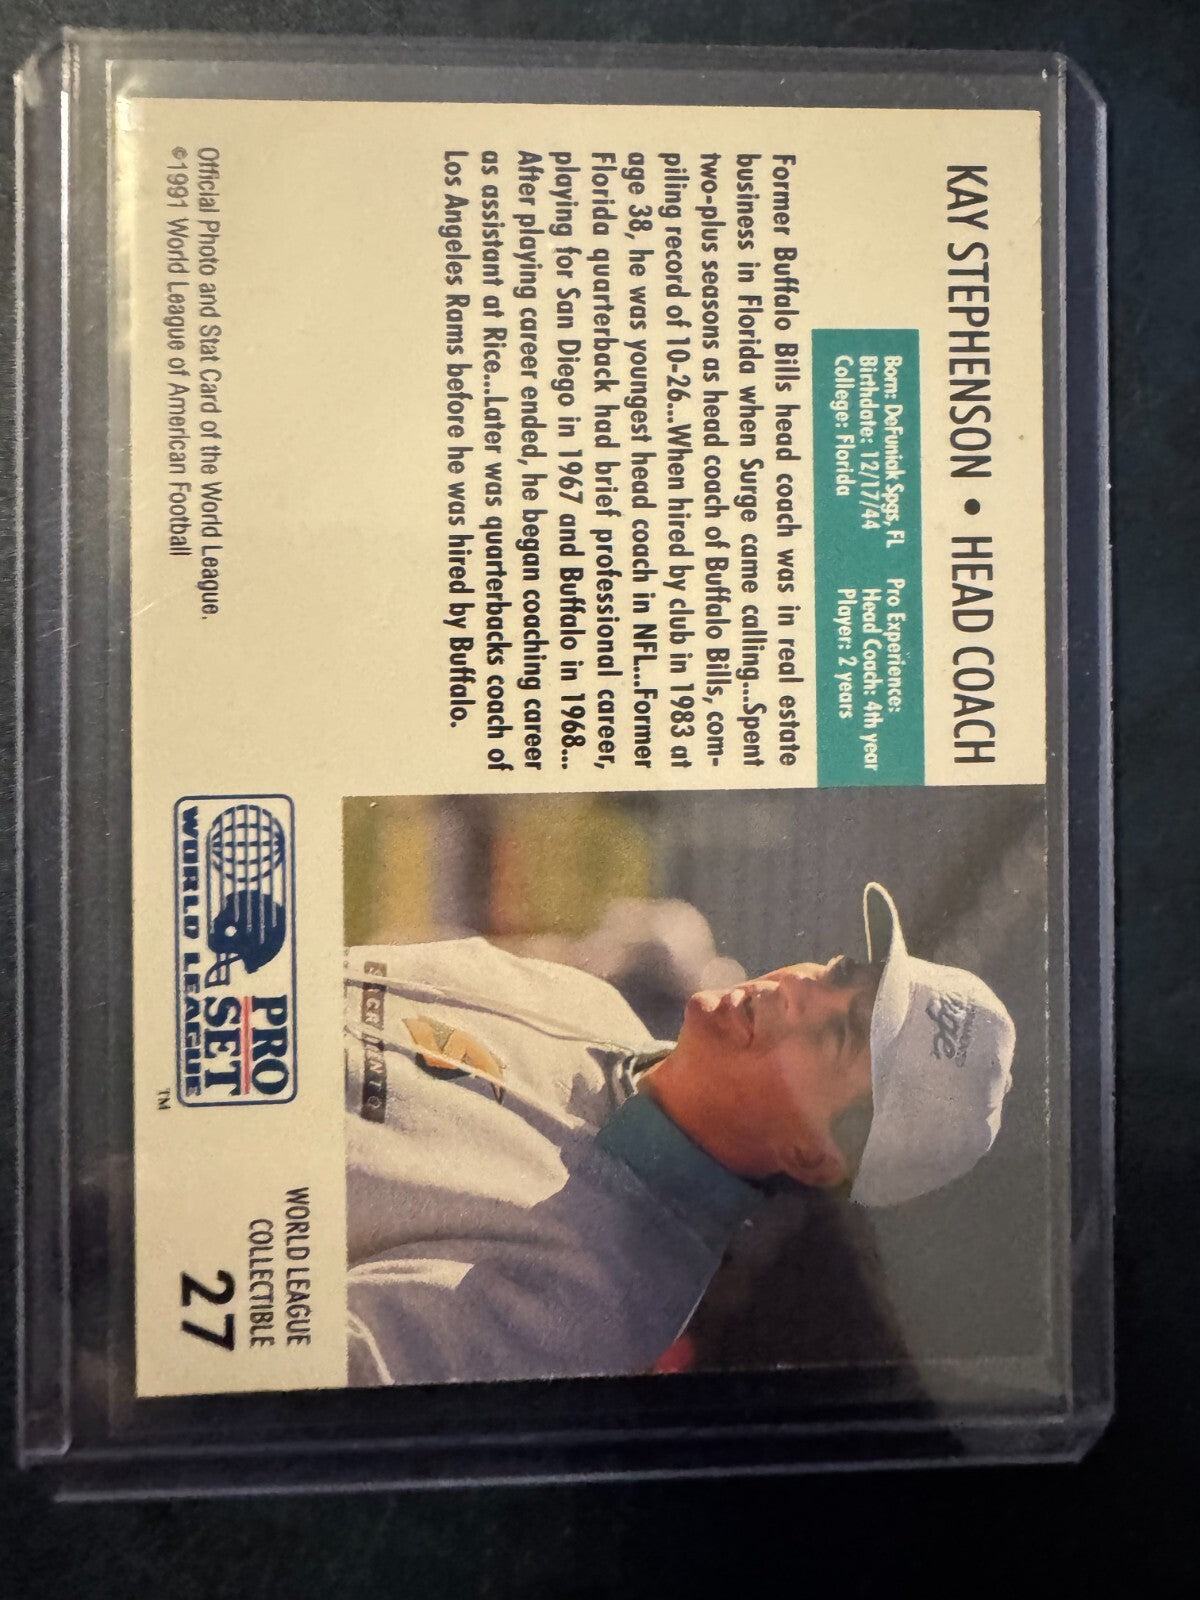 KAY STEPHENSON • HEAD COACH
Born: DeFuniak Spgs, FL
Birthdate: 12/17/44
College: Florida
Pro Experience:
Head Coach: 4th year
Player: 2 years
Former Buffalo Bills head coach was in real estate
business in Florida when Surge came calling...Spent
two-plus seasons as head coach of Buffalo Bills, com-
piling record of 10-26...When hired by club in 1983 at
age 38, he was youngest head coach in NFL...Former
Florida quarterback had brief professional career,
playing for San Diego in 1967 and Buffalo in 1968...
After playing career ended, he began coaching career
as assistant at Rice...Later was quarterbacks coach of
Los Angeles Rams before he was hired by Buffalo.
Official Photo and Stat Card of the World League.
©1991 World League of American Football
SACRAMENTO
PRO
SET
WORLD LEAGUE
TM
WORLD LEAGUE
COLLECTIBLE
27